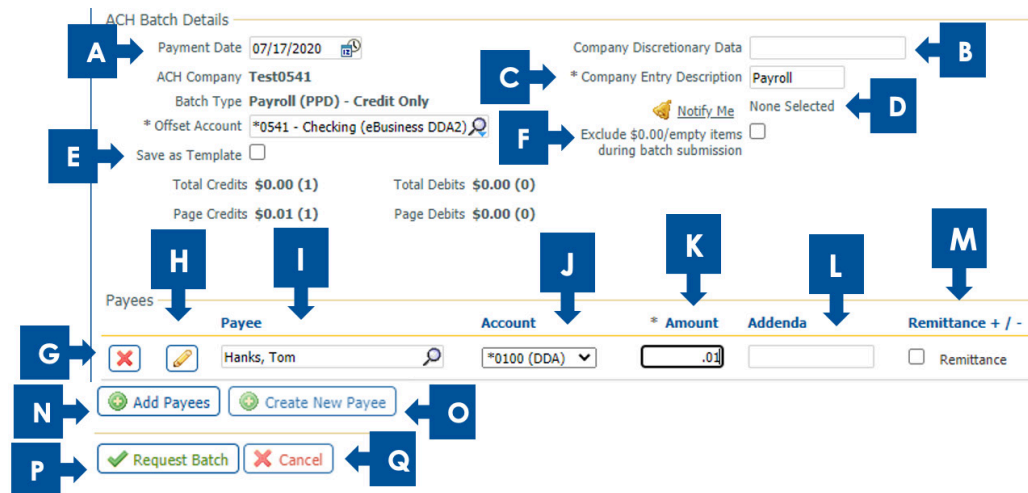 ACH Batch Details
A Payment Date 07/17/2020 12 Company Discretionary Data B
ACH Company Test0541 C * Company Entry Description Payroll
Batch Type Payroll (PPD) - Credit Only Notify Me None Selected D
* Offset Account *0541 - Checking (eBusiness DDA2) F Exclude $0.00/empty items
during batch submission
E Save as Template
Total Credits $0.00 (1) Total Debits $0.00 (0)
Page Credits $0.01 (1) Page Debits $0.00 (0)
H I J K L M
Payees
Payee Account * Amount Addenda Remittance + / -
G Hanks, Tom *0100 (DDA) .01 Remittance
N Add Payees Create New Payee O
P Request Batch Cancel Q